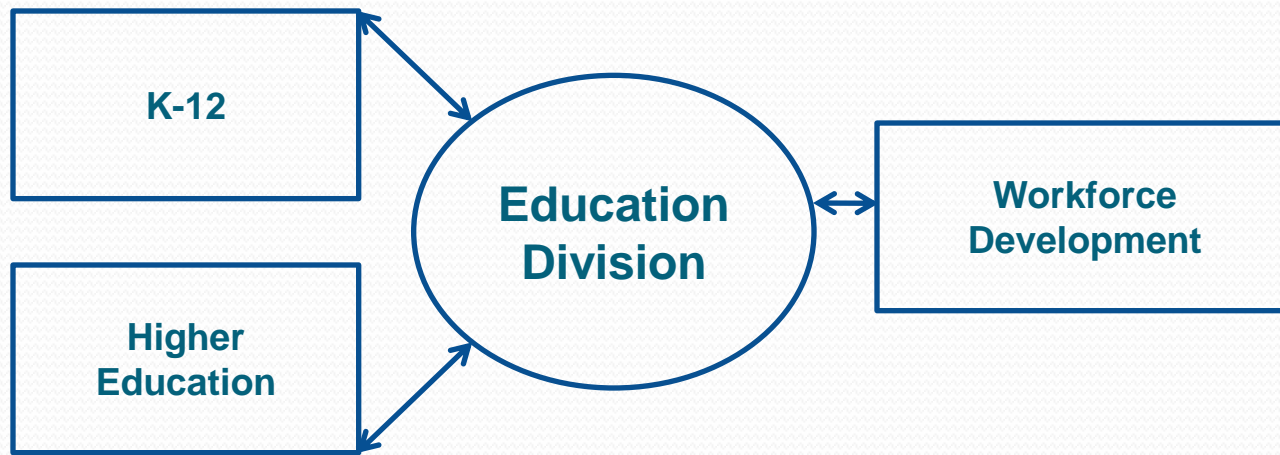 K-12
Higher
Education
Education
Division
Workforce
Development